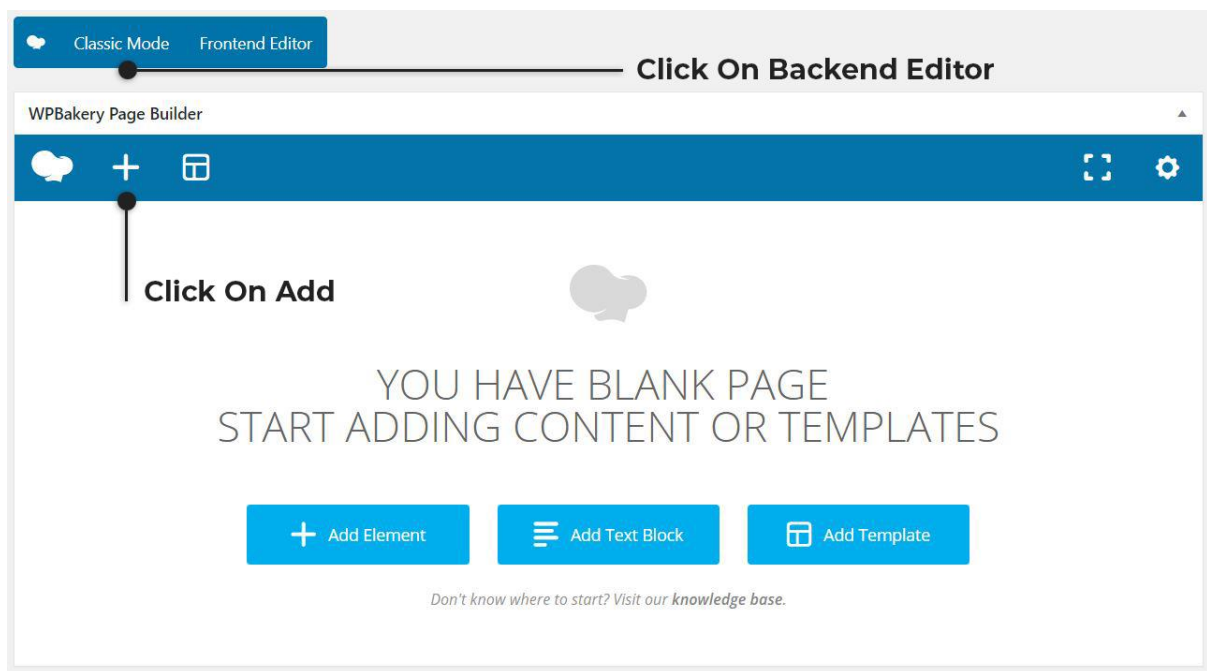 Classic Mode Frontend Editor
Click On Backend Editor
WPBakery Page Builder
Click On Add
YOU HAVE BLANK PAGE
START ADDING CONTENT OR TEMPLATES
Add Element Add Text Block Add Template
Don't know where to start? Visit our knowledge base.